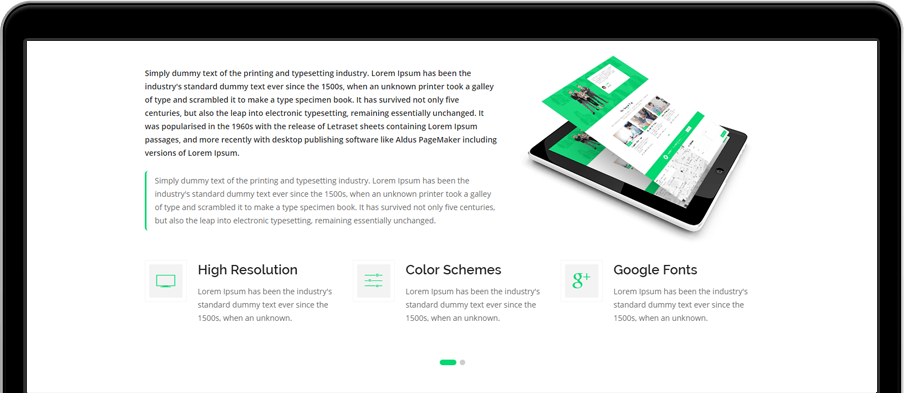 Simply dummy text of the printing and typesetting industry. Lorem Ipsum has been the
industry's standard dummy text ever since the 1500s, when an unknown printer took a galley
of type and scrambled it to make a type specimen book. It has survived not only five
centuries, but also the leap into electronic typesetting, remaining essentially unchanged. It
was popularised in the 1960s with the release of Letraset sheets containing Lorem Ipsum
passages, and more recently with desktop publishing software like Aldus PageMaker including
versions of Lorem Ipsum.
Simply dummy text of the printing and typesetting industry. Lorem Ipsum has been the
industry's standard dummy text ever since the 1500s, when an unknown printer took a galley
of type and scrambled it to make a type specimen book. It has survived not only five centuries,
but also the leap into electronic typesetting, remaining essentially unchanged.
High Resolution
Lorem Ipsum has been the industry's
standard dummy text ever since the
1500s, when an unknown.
Color Schemes
Lorem Ipsum has been the industry's
standard dummy text ever since the
1500s, when an unknown.
g+
Google Fonts
Lorem Ipsum has been the industry's
standard dummy text ever since the
1500s, when an unknown.